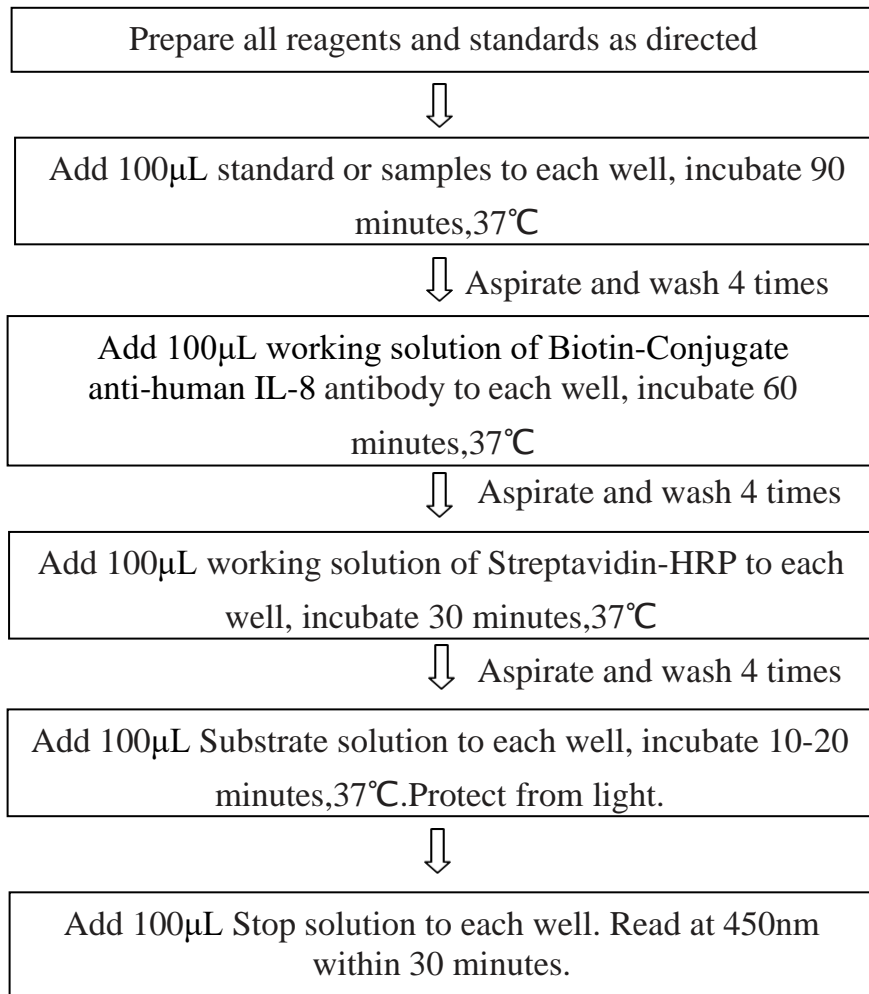 Prepare all reagents and standards as directed
Add 100μL standard or samples to each well, incubate 90
minutes,37℃
Aspirate and wash 4 times
Add 100μL working solution of Biotin-Conjugate
anti-human IL-8 antibody to each well, incubate 60
minutes,37℃
Aspirate and wash 4 times
Add 100μL working solution of Streptavidin-HRP to each
well, incubate 30 minutes,37℃
Aspirate and wash 4 times
Add 100μL Substrate solution to each well, incubate 10-20
minutes,37℃.Protect from light.
Add 100μL Stop solution to each well. Read at 450nm
within 30 minutes.